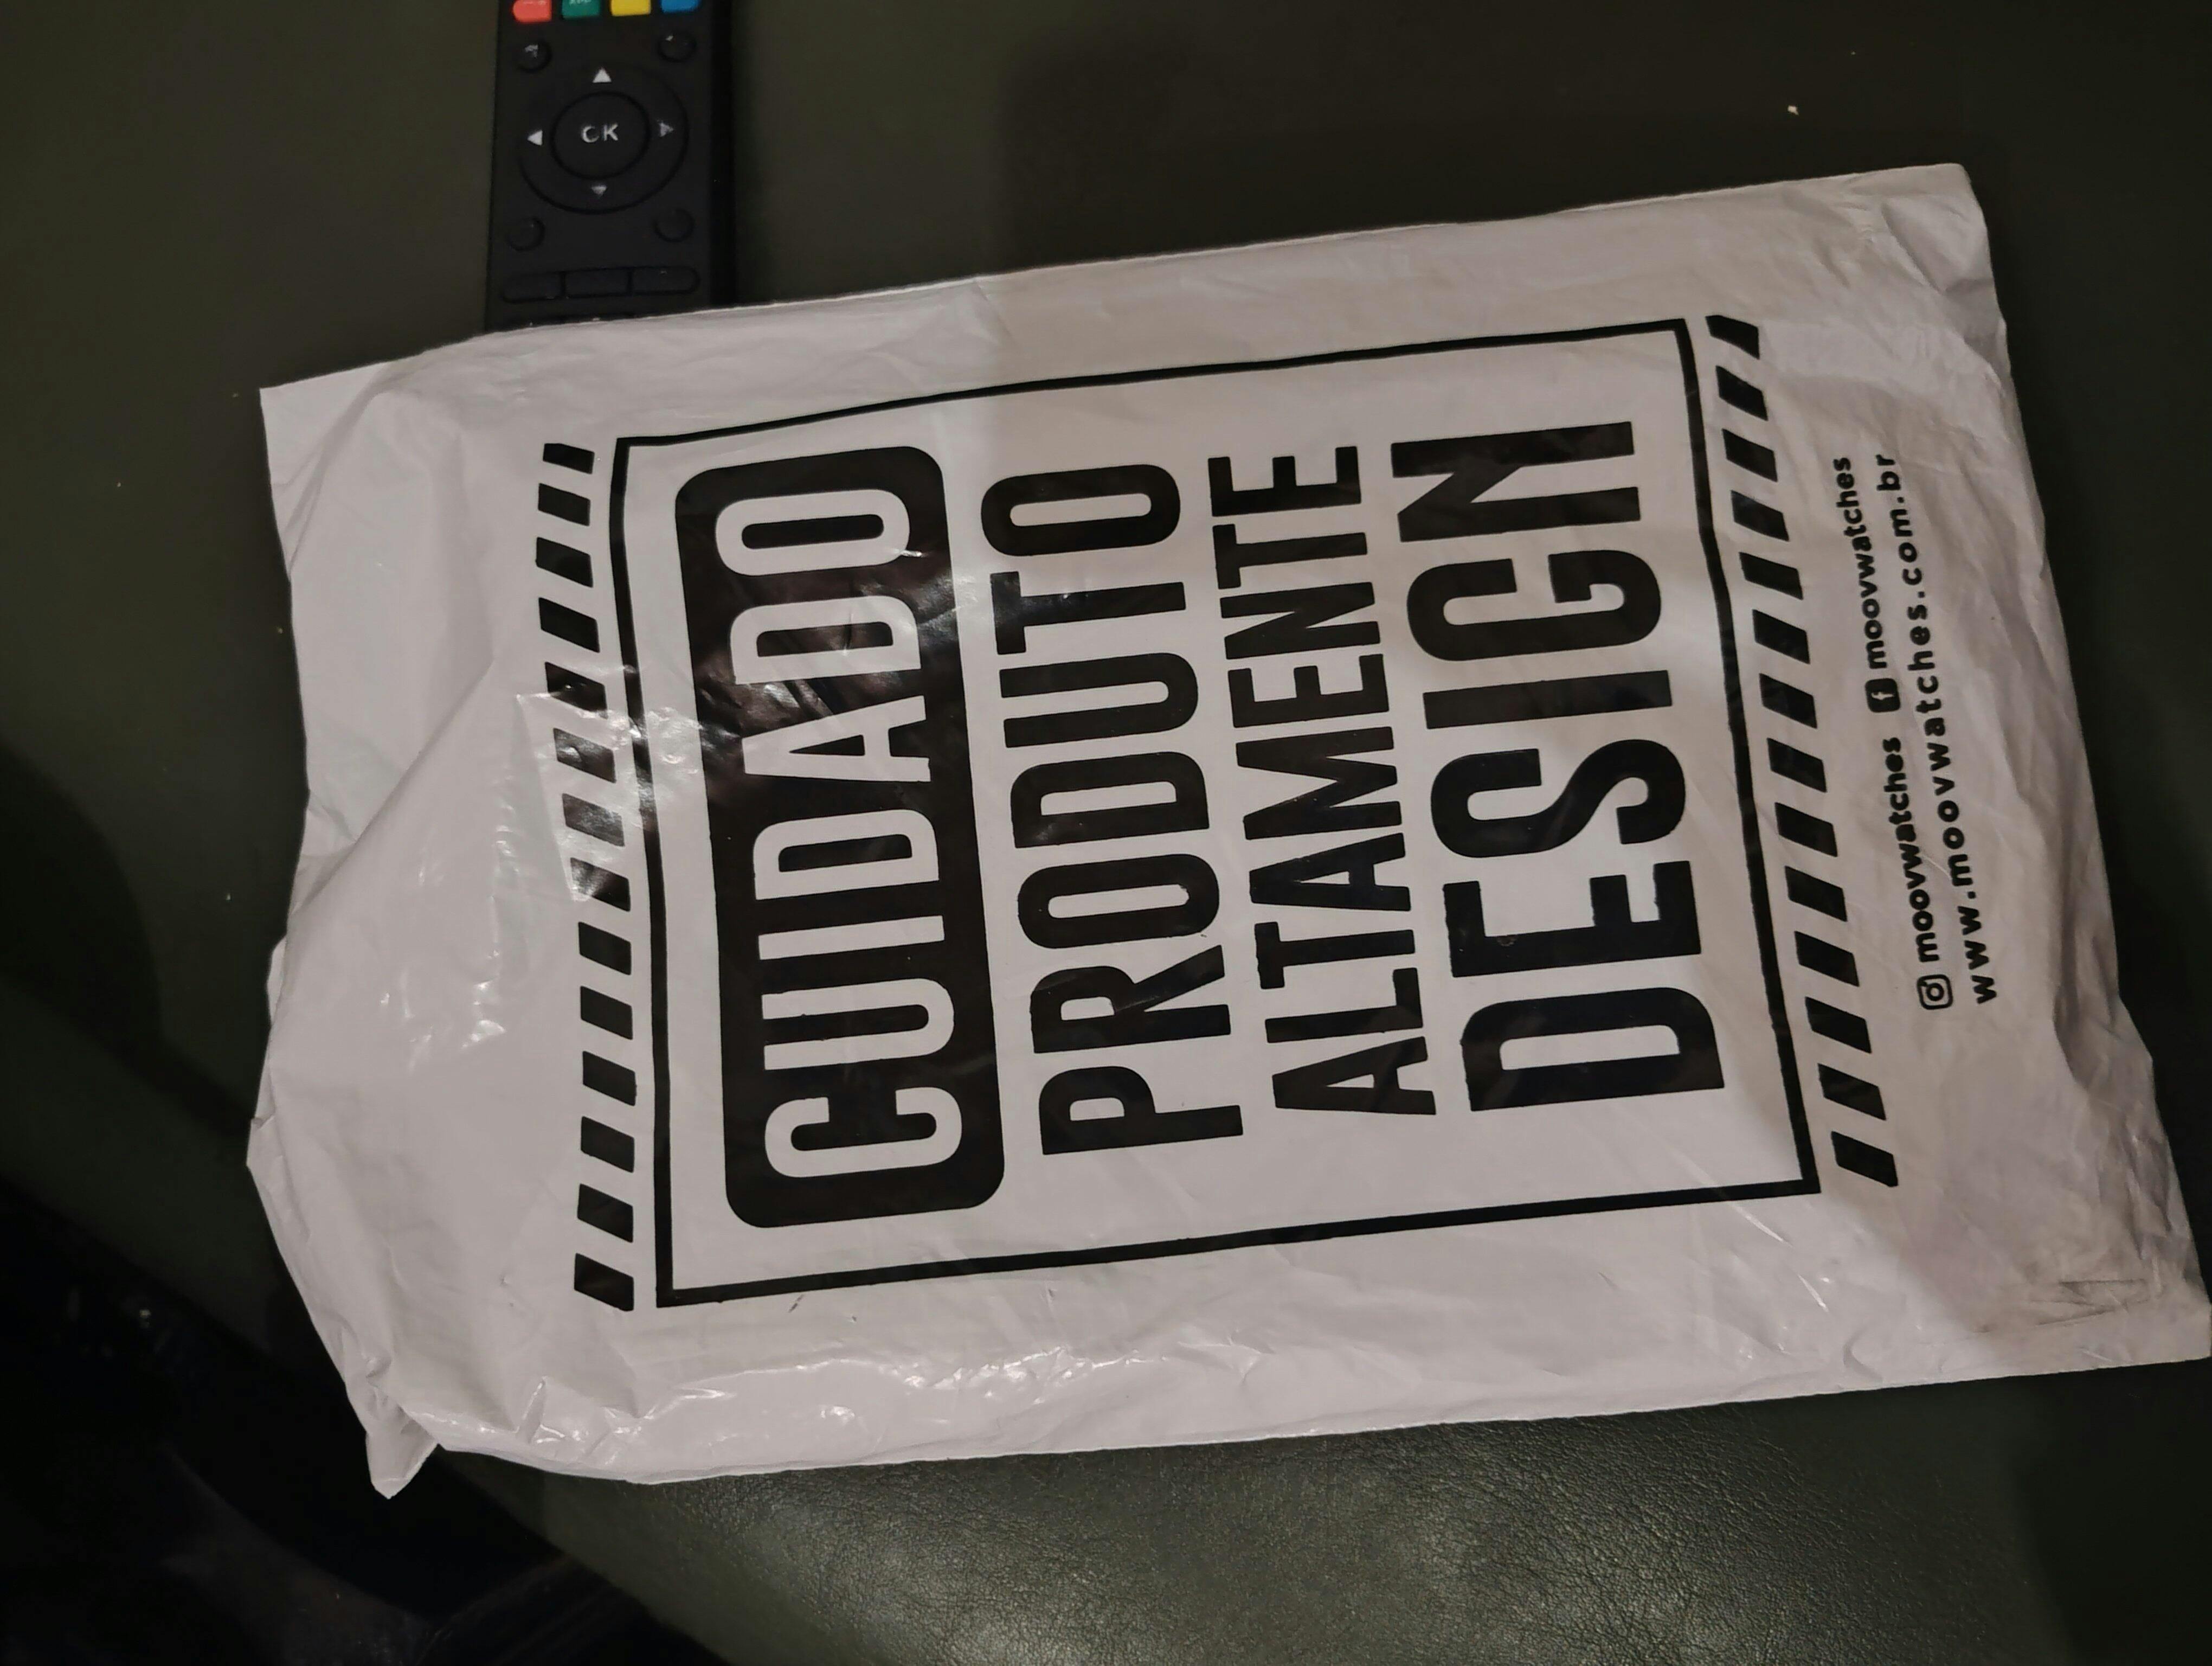 OK
CUIDADO
PRODUTO
ALTAMENTE
DESIGN
moovwatches moovwatches
www.moovwatches.com.br